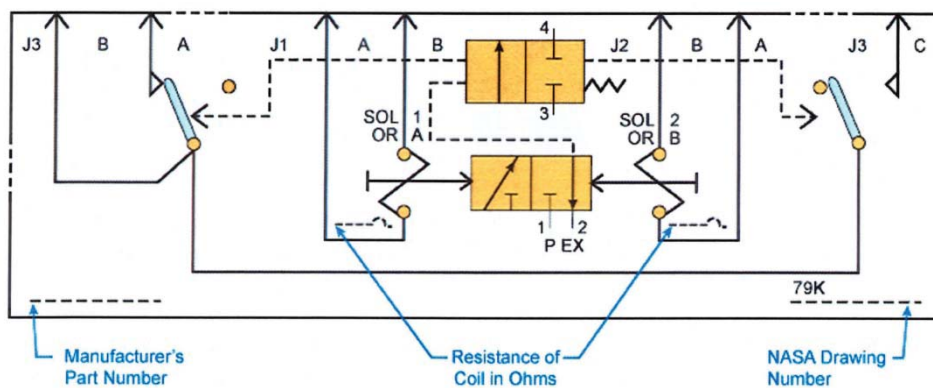 J3 B A J1 A B 4 J2 B A J3 C
3
SOL 1 SOL 2
OR A OR B
1 2
P EX
79K
Manufacturer's Resistance of NASA Drawing
Part Number Coil in Ohms Number